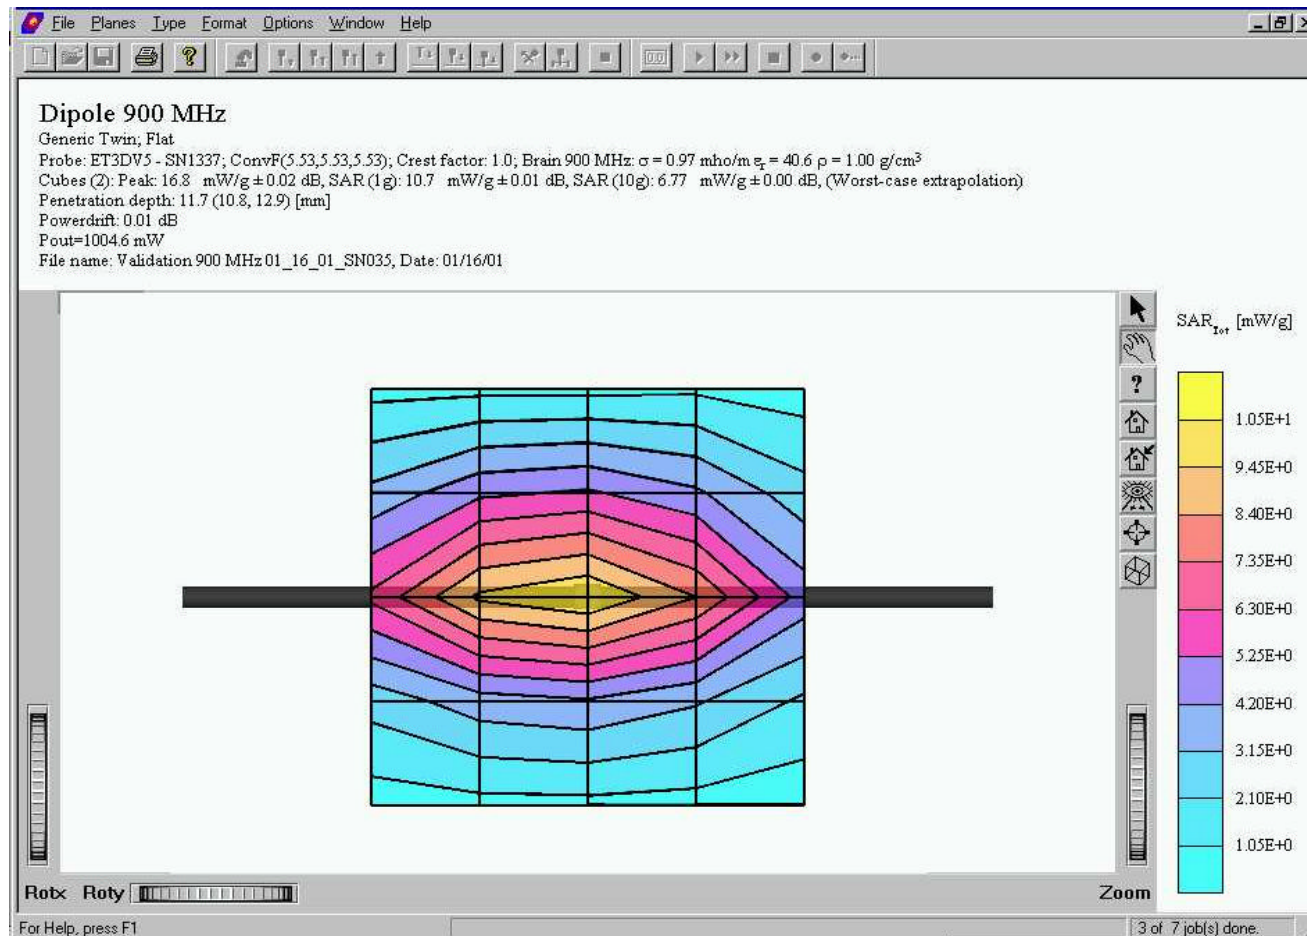 File Planes Type Format Options Window Help
Dipole 900 MHz
Generic Twin; Flat
Probe: ET3DV5 - SN1337; ConvF(5.53,5.53,5.53); Crest factor: 1.0; Brain 900 MHz: σ = 0.97 mho/m εr = 40.6 ρ = 1.00 g/cm³
Cubes (2): Peak: 16.8 mW/g ± 0.02 dB, SAR (1g): 10.7 mW/g ± 0.01 dB, SAR (10g): 6.77 mW/g ± 0.00 dB, (Worst-case extrapolation)
Penetration depth: 11.7 (10.8, 12.9) [mm]
Powerdrift: 0.01 dB
Pout=1004.6 mW
File name: Validation 900 MHz 01_16_01_SN035, Date: 01/16/01
SARTot [mW/g]
1.05E+1
9.45E+0
8.40E+0
7.35E+0
6.30E+0
5.25E+0
4.20E+0
3.15E+0
2.10E+0
1.05E+0
Rotx Roty Zoom
For Help, press F1 3 of 7 job(s) done.